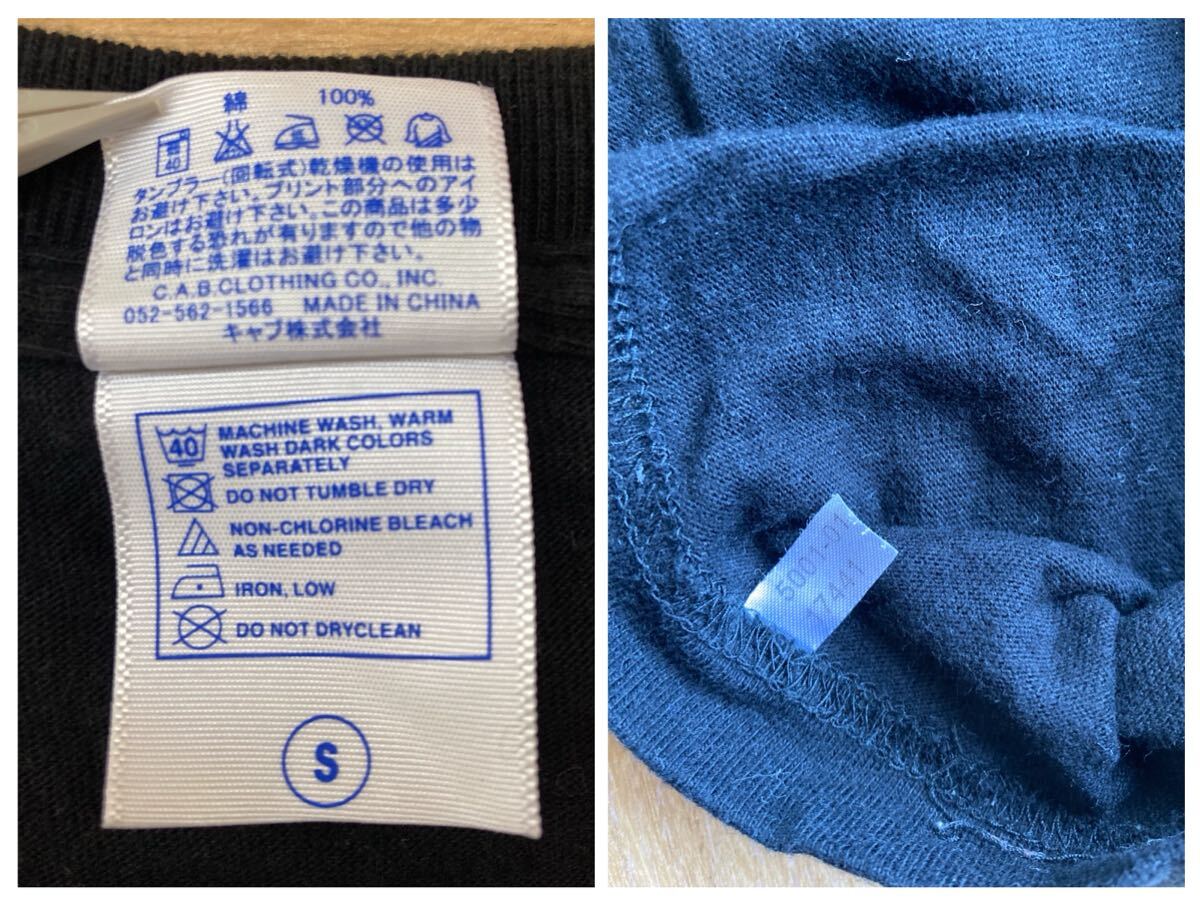 綿 100%
40
タンブラー(回転式)乾燥機の使用は
お避け下さい。プリント部分へのアイ
ロンはお避け下さい。この商品は多少
脱色する恐れが有りますので他の物
と同時に洗濯はお避け下さい。
C.A.B CLOTHING CO., INC.
052-562-1566 MADE IN CHINA
キャブ株式会社
40 MACHINE WASH, WARM
WASH DARK COLORS
SEPARATELY
DO NOT TUMBLE DRY
NON-CHLORINE BLEACH
AS NEEDED
IRON, LOW
DO NOT DRYCLEAN
S
5001-01